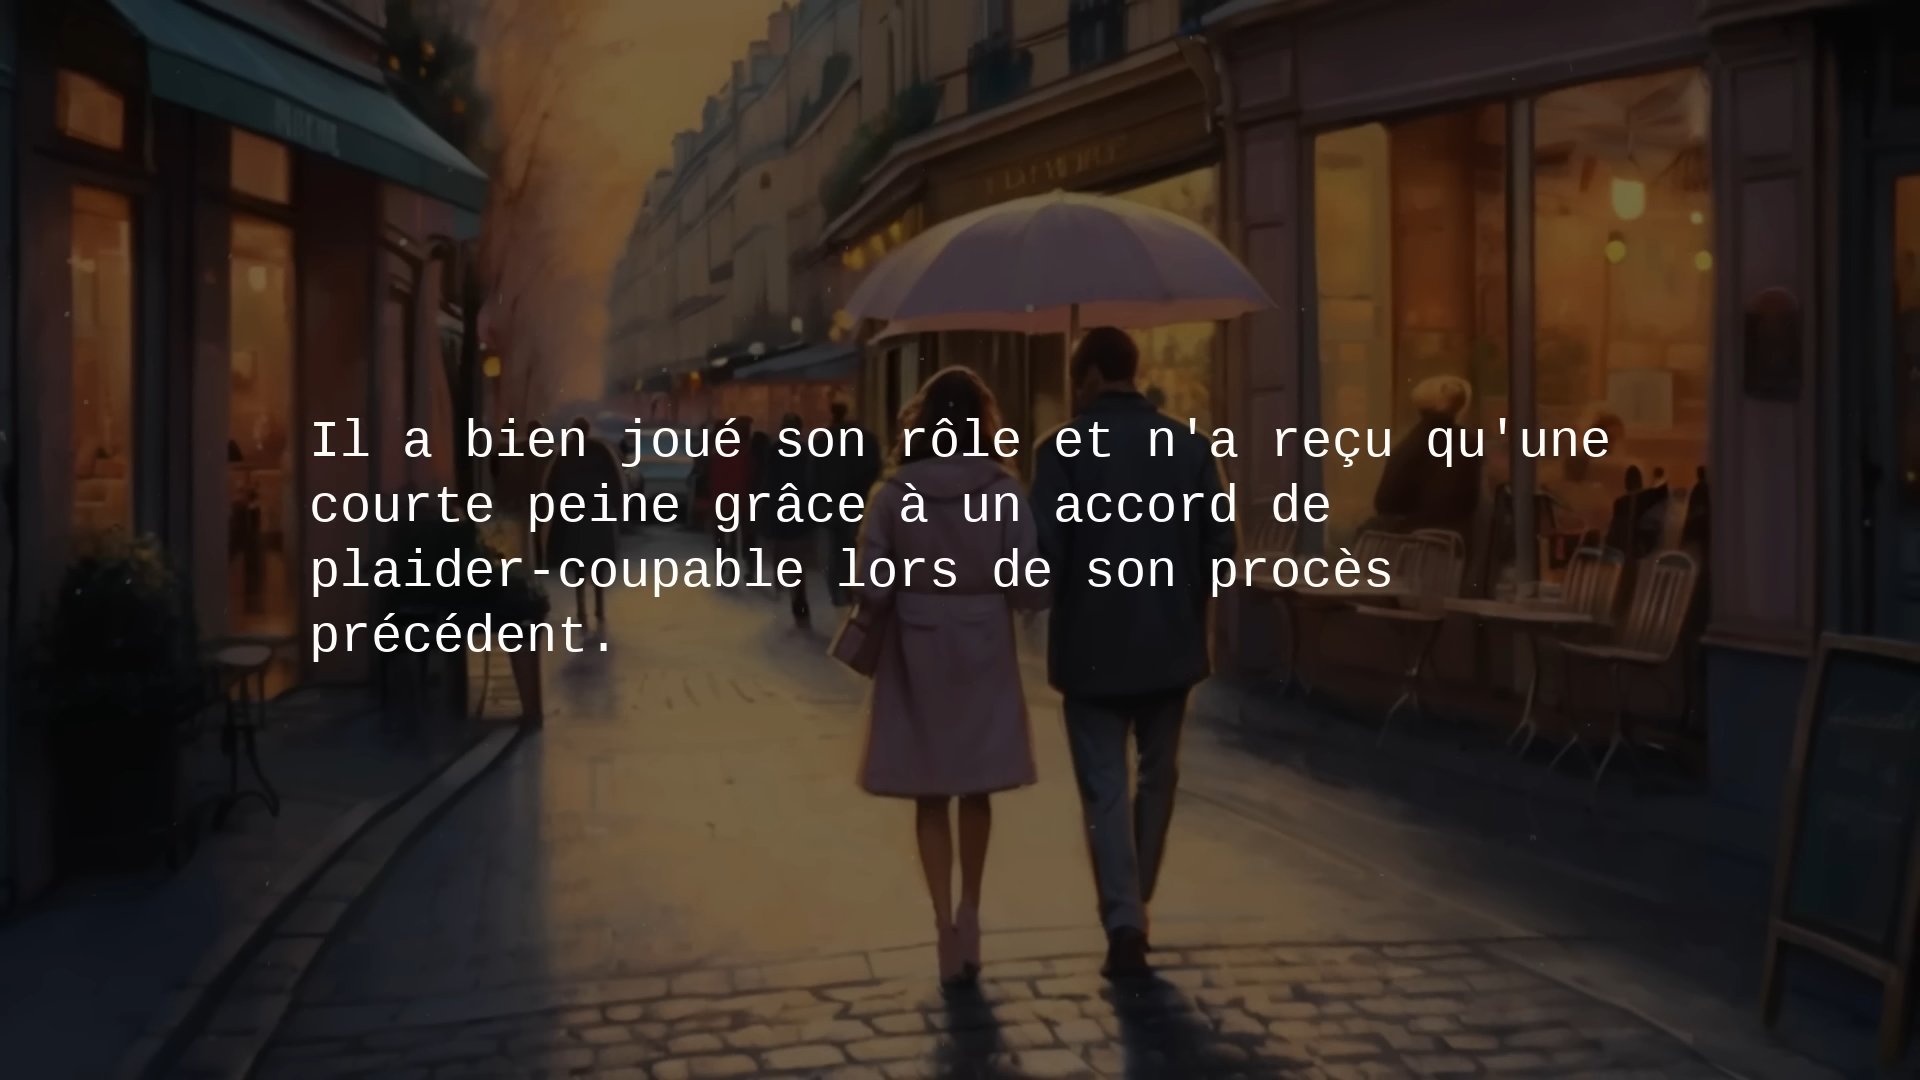 Il a bien joué son rôle et n'a reçu qu'une
courte peine grâce à un accord de
plaider-coupable lors de son procès
précédent.